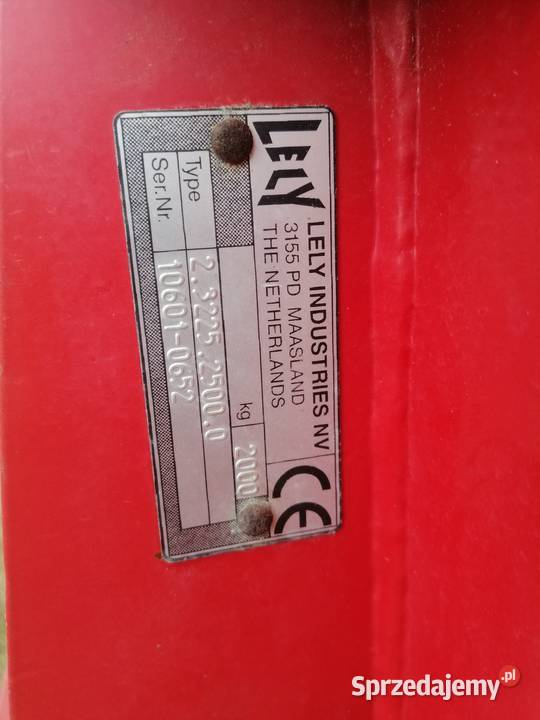 LELY
LELY INDUSTRIES NV
3155 PD MAASLAND
THE NETHERLANDS
CE
kg 2000
Type 2.3225.2500.0
Ser.Nr. 10601-0652
Sprzedajemy.pl